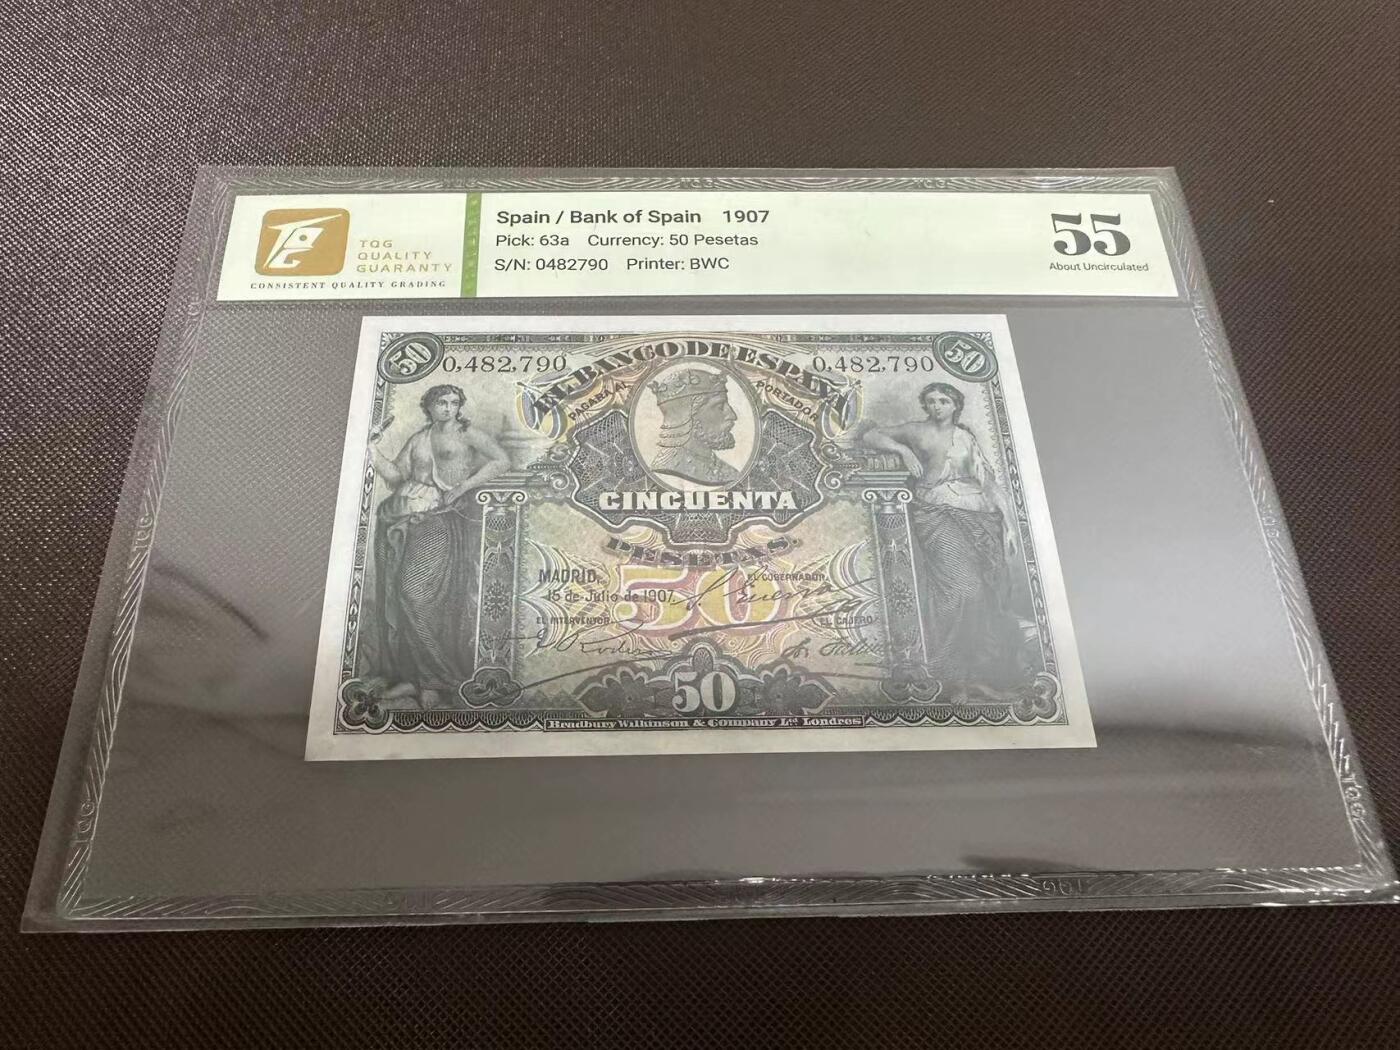 TQG
QUALITY
GUARANTY
CONSISTENT QUALITY GRADING
Spain / Bank of Spain 1907
Pick: 63a Currency: 50 Pesetas
S/N: 0482790 Printer: BWC
55
About Uncirculated
50
50
0,482,790
0,482,790
EL BANCO DE ESPAÑA
PAGARÁ AL PORTADOR
CINCUENTA
PESETAS.
50
MADRID,
15 de Julio de 1907.
EL GOBERNADOR,
EL INTERVENTOR,
EL CAJERO,
50
Bradbury Wilkinson & Company Ltd Londres